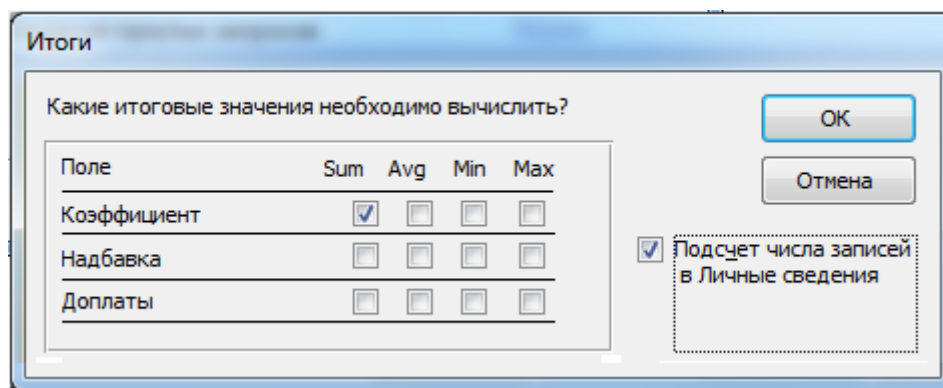 Итоги
Какие итоговые значения необходимо вычислить?
OK
Поле Sum Avg Min Max
Отмена
Коэффициент
Надбавка
Доплаты
Подсчет числа записей
в Личные сведения